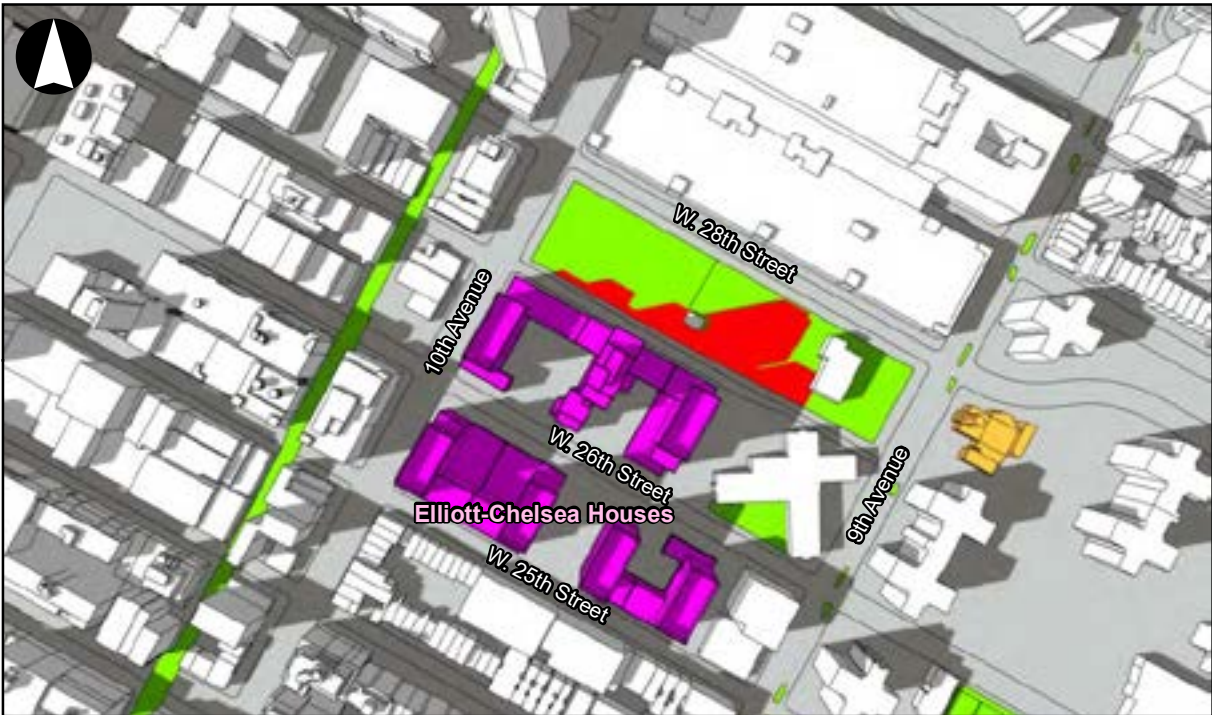 W. 28th Street
10th Avenue
W. 26th Street
9th Avenue
Elliott-Chelsea Houses
W. 25th Street